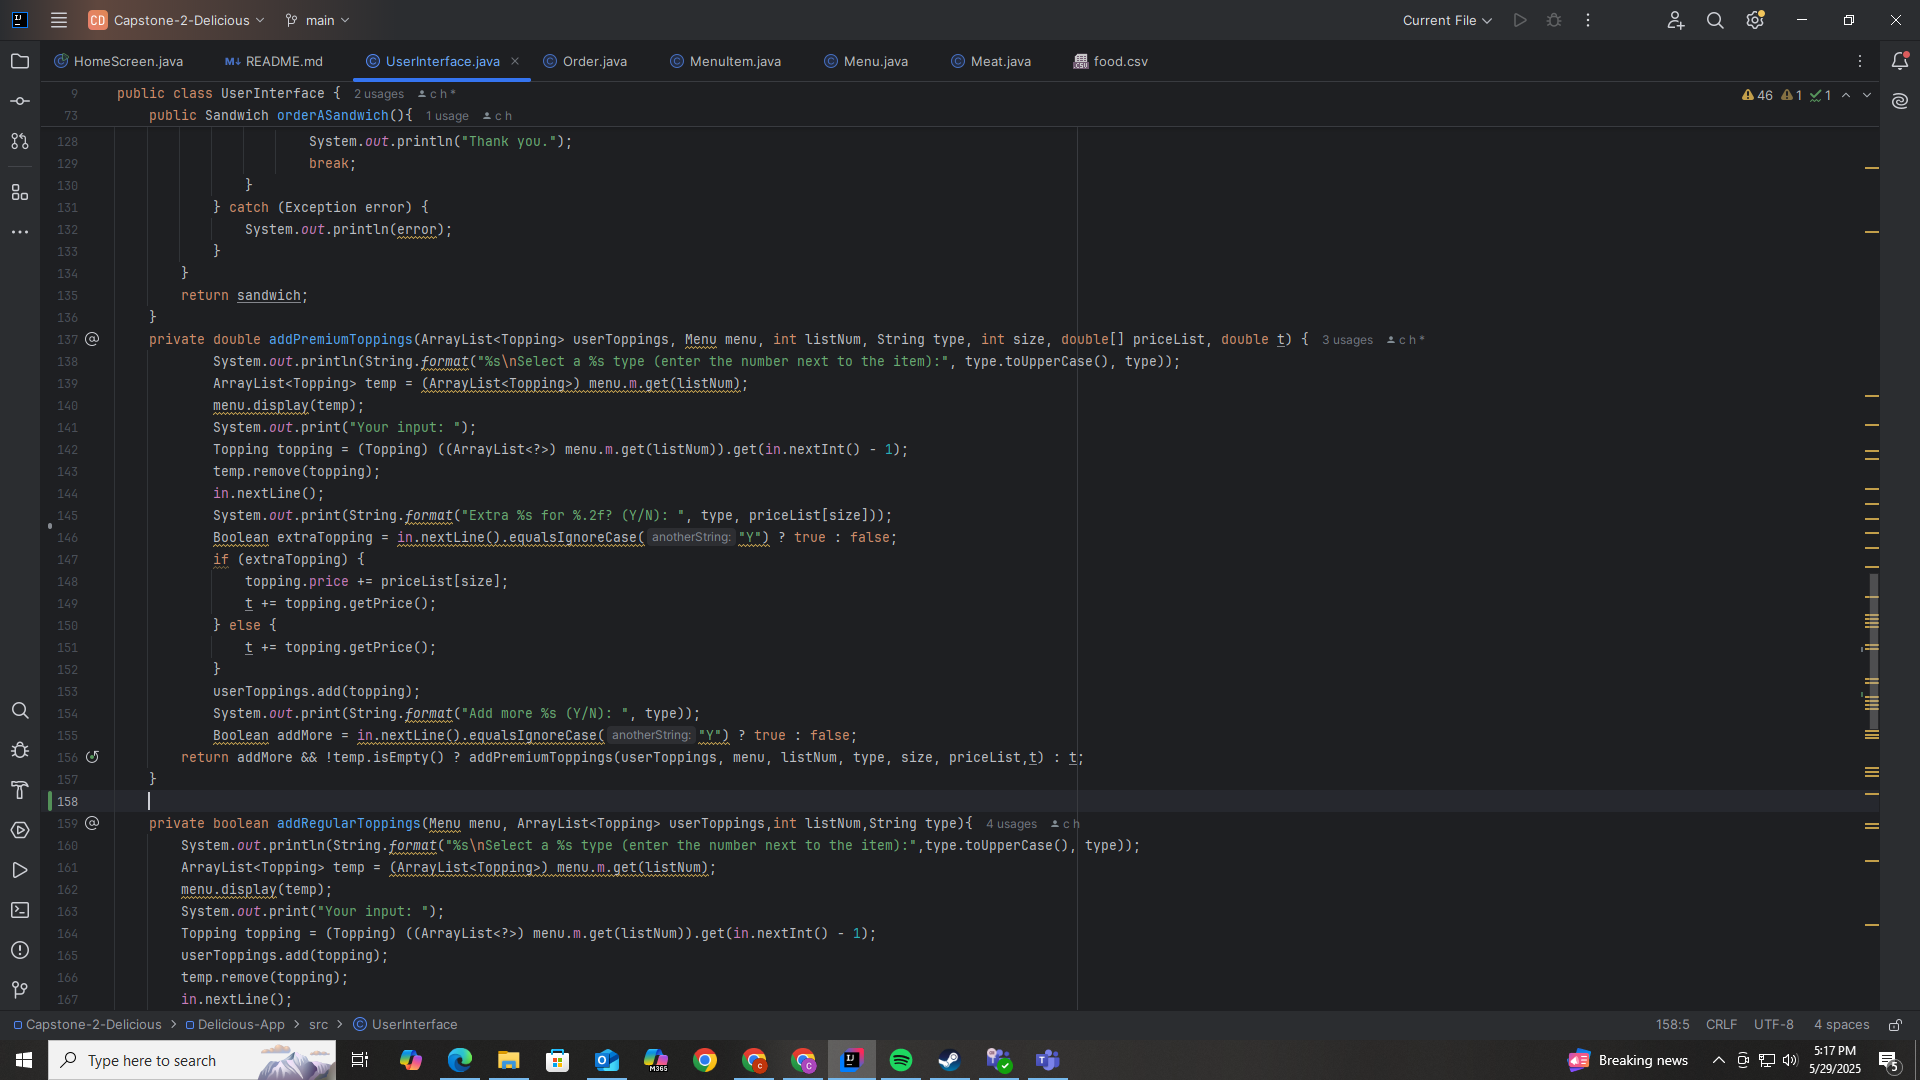 CD Capstone-2-Delicious main Current File
HomeScreen.java README.md UserInterface.java Order.java MenuItem.java Menu.java Meat.java food.csv
9 public class UserInterface { 2 usages c h * 46 1 1
73 public Sandwich orderASandwich(){ 1 usage c h
128 System.out.println("Thank you.");
129 break;
130 }
131 } catch (Exception error) {
132 System.out.println(error);
133 }
134 }
135 return sandwich;
136 }
137 private double addPremiumToppings(ArrayList<Topping> userToppings, Menu menu, int listNum, String type, int size, double[] priceList, double t) { 3 usages c h *
138 System.out.println(String.format("%s\nSelect a %s type (enter the number next to the item):", type.toUpperCase(), type));
139 ArrayList<Topping> temp = (ArrayList<Topping>) menu.m.get(listNum);
140 menu.display(temp);
141 System.out.print("Your input: ");
142 Topping topping = (Topping) ((ArrayList<?>) menu.m.get(listNum)).get(in.nextInt() - 1);
143 temp.remove(topping);
144 in.nextLine();
145 System.out.print(String.format("Extra %s for %.2f? (Y/N): ", type, priceList[size]));
146 Boolean extraTopping = in.nextLine().equalsIgnoreCase( anotherString: "Y") ? true : false;
147 if (extraTopping) {
148 topping.price += priceList[size];
149 t += topping.getPrice();
150 } else {
151 t += topping.getPrice();
152 }
153 userToppings.add(topping);
154 System.out.print(String.format("Add more %s (Y/N): ", type));
155 Boolean addMore = in.nextLine().equalsIgnoreCase( anotherString: "Y") ? true : false;
156 return addMore && !temp.isEmpty() ? addPremiumToppings(userToppings, menu, listNum, type, size, priceList,t) : t;
157 }
158
159 private boolean addRegularToppings(Menu menu, ArrayList<Topping> userToppings,int listNum,String type){ 4 usages c h
160 System.out.println(String.format("%s\nSelect a %s type (enter the number next to the item):",type.toUpperCase(), type));
161 ArrayList<Topping> temp = (ArrayList<Topping>) menu.m.get(listNum);
162 menu.display(temp);
163 System.out.print("Your input: ");
164 Topping topping = (Topping) ((ArrayList<?>) menu.m.get(listNum)).get(in.nextInt() - 1);
165 userToppings.add(topping);
166 temp.remove(topping);
167 in.nextLine();
Capstone-2-Delicious > Delicious-App > src > UserInterface 158:5 CRLF UTF-8 4 spaces
Type here to search Breaking news 5:17 PM
5/29/2025 5